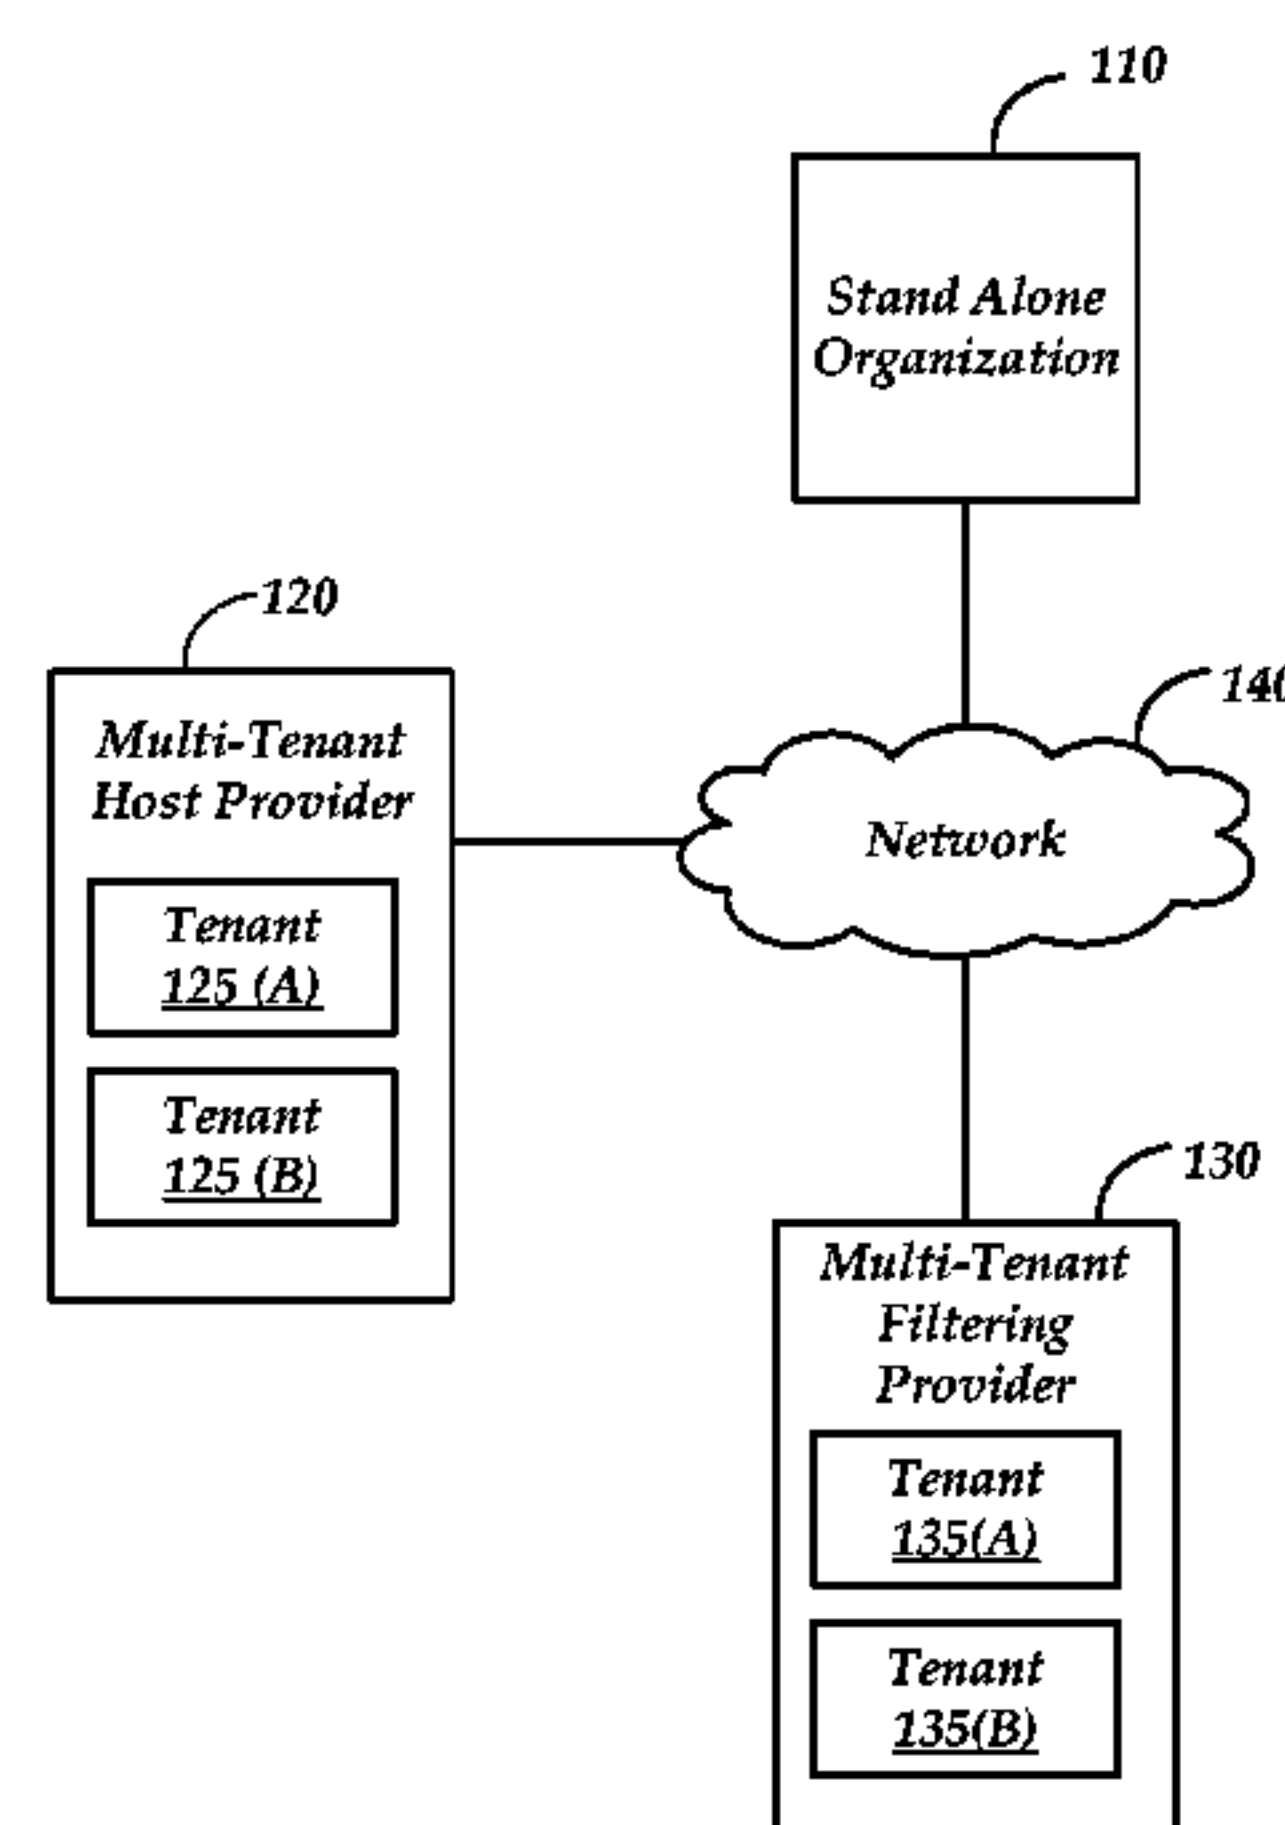 110
Stand Alone
Organization
120
140
Multi-Tenant
Host Provider
Network
Tenant
125 (A)
Tenant
125 (B)
130
Multi-Tenant
Filtering
Provider
Tenant
135(A)
Tenant
135(B)